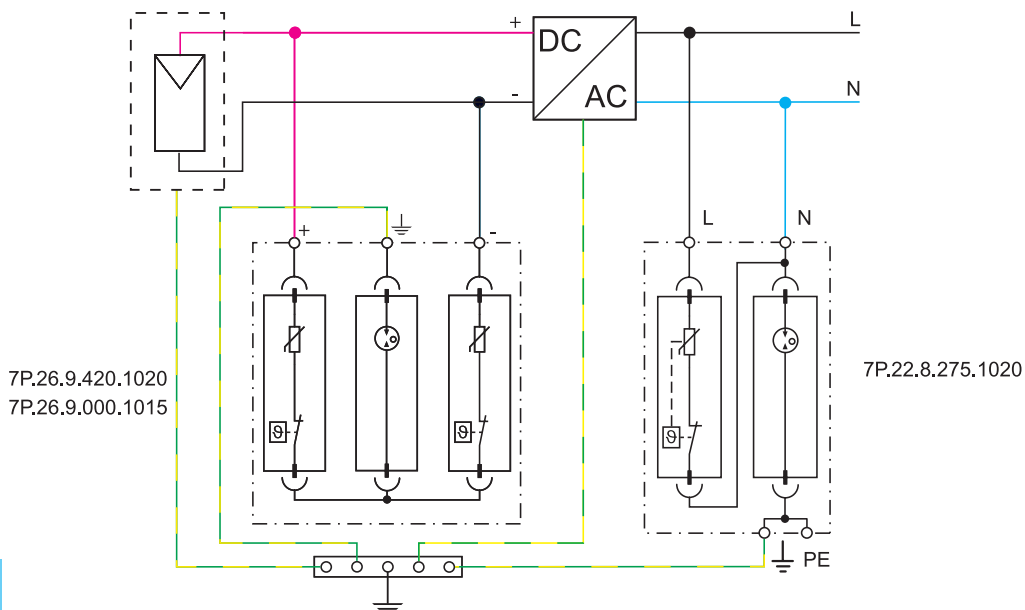 +
DC
L
-
AC
N
+
-
L
N
ϑ
ϑ
ϑ
7P.26.9.420.1020
7P.26.9.000.1015
7P.22.8.275.1020
PE